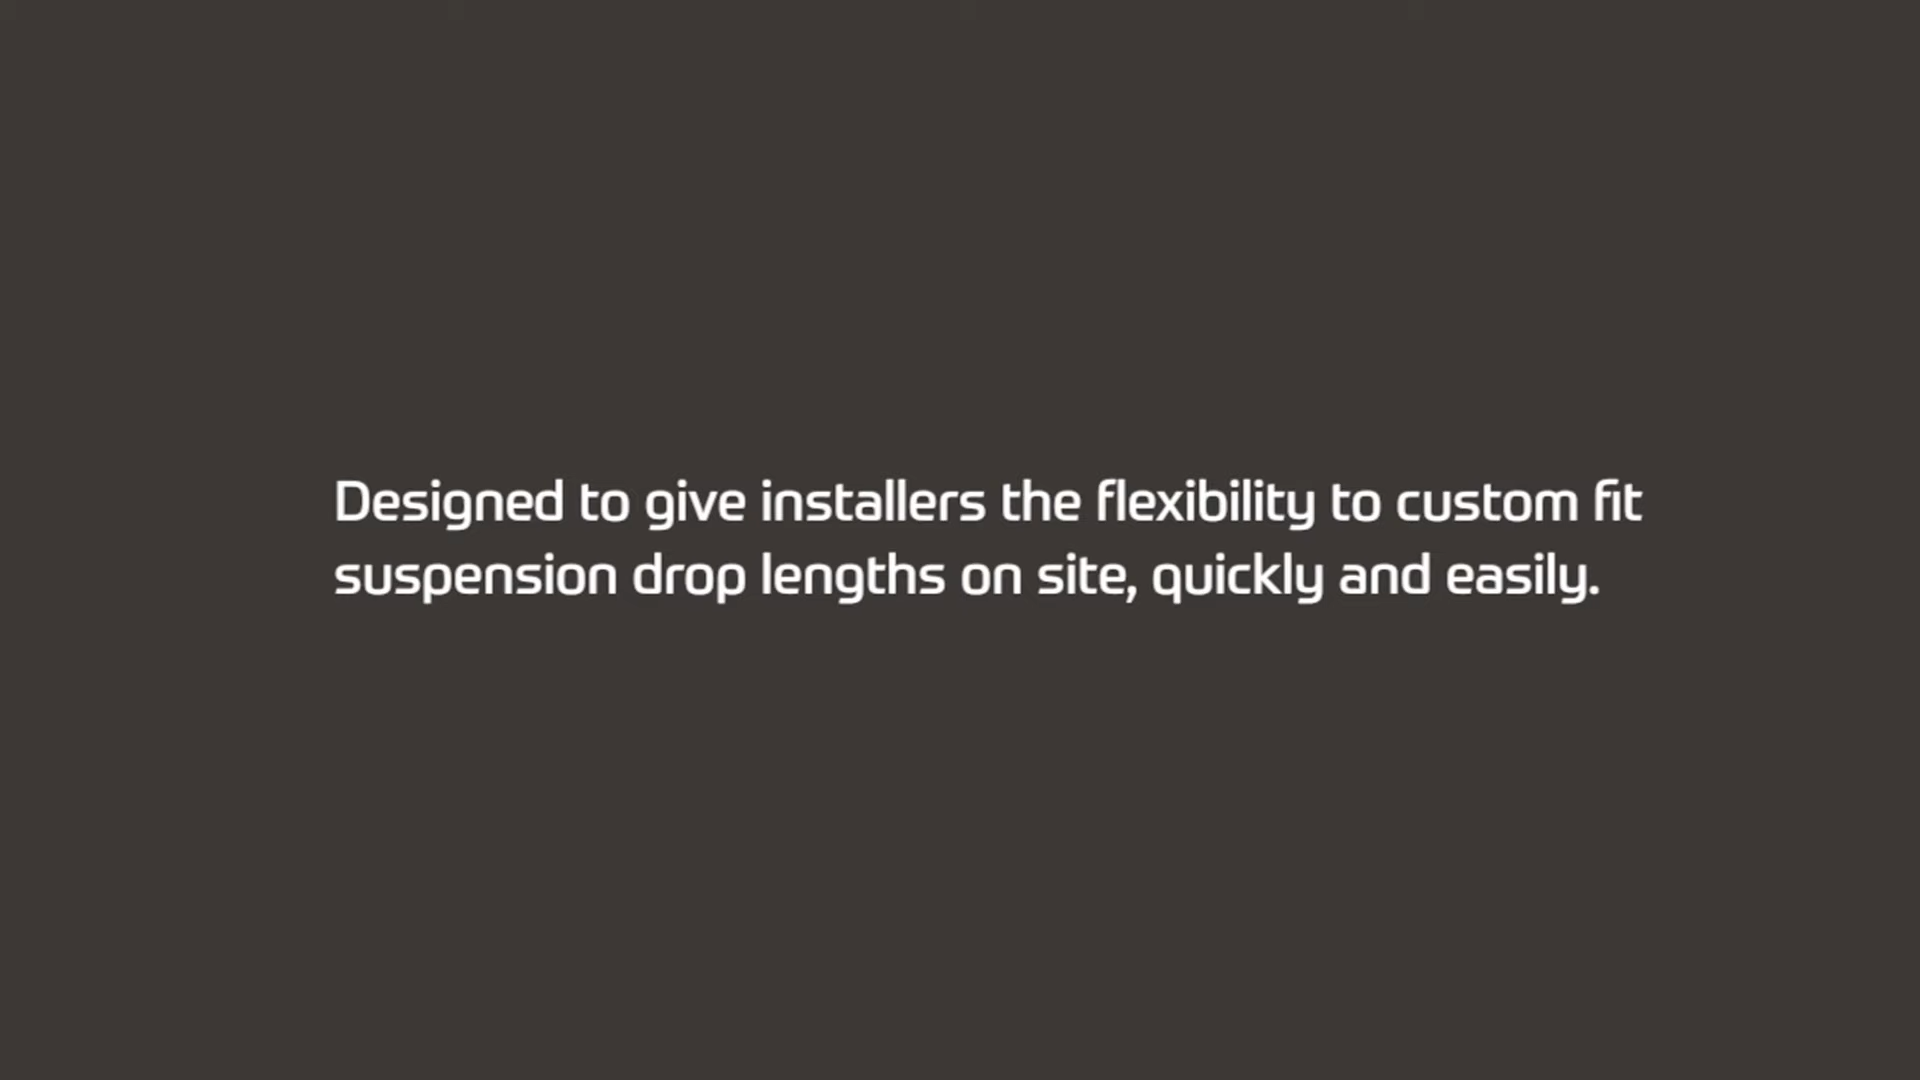 Designed to give installers the flexibility to custom fit
suspension drop lengths on site, quickly and easily.